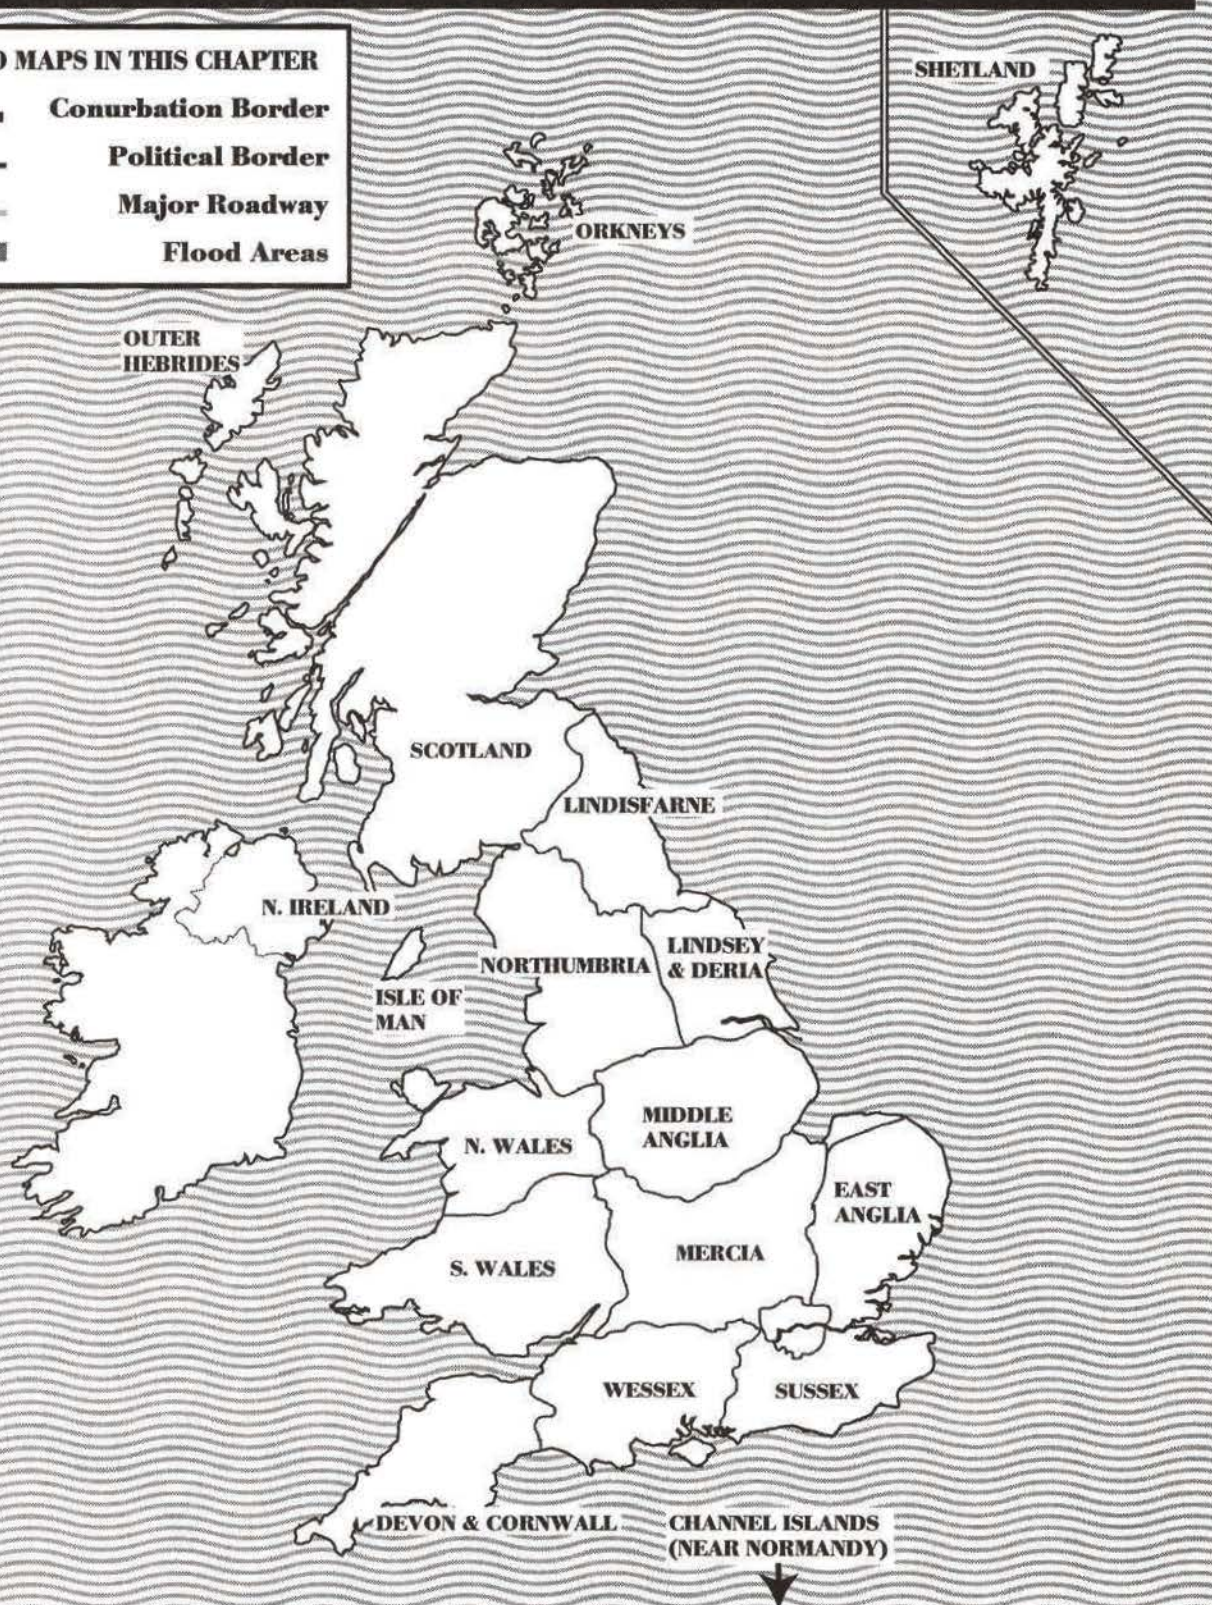 MAPS IN THIS CHAPTER
Conurbation Border
Political Border
Major Roadway
Flood Areas
SHETLAND
ORKNEYS
OUTER
HEBRIDES
SCOTLAND
LINDISFARNE
N. IRELAND
LINDSEY
& DERIA
NORTHUMBRIA
ISLE OF
MAN
MIDDLE
ANGLIA
N. WALES
EAST
ANGLIA
MERCIA
S. WALES
WESSEX
SUSSEX
DEVON & CORNWALL
CHANNEL ISLANDS
(NEAR NORMANDY)